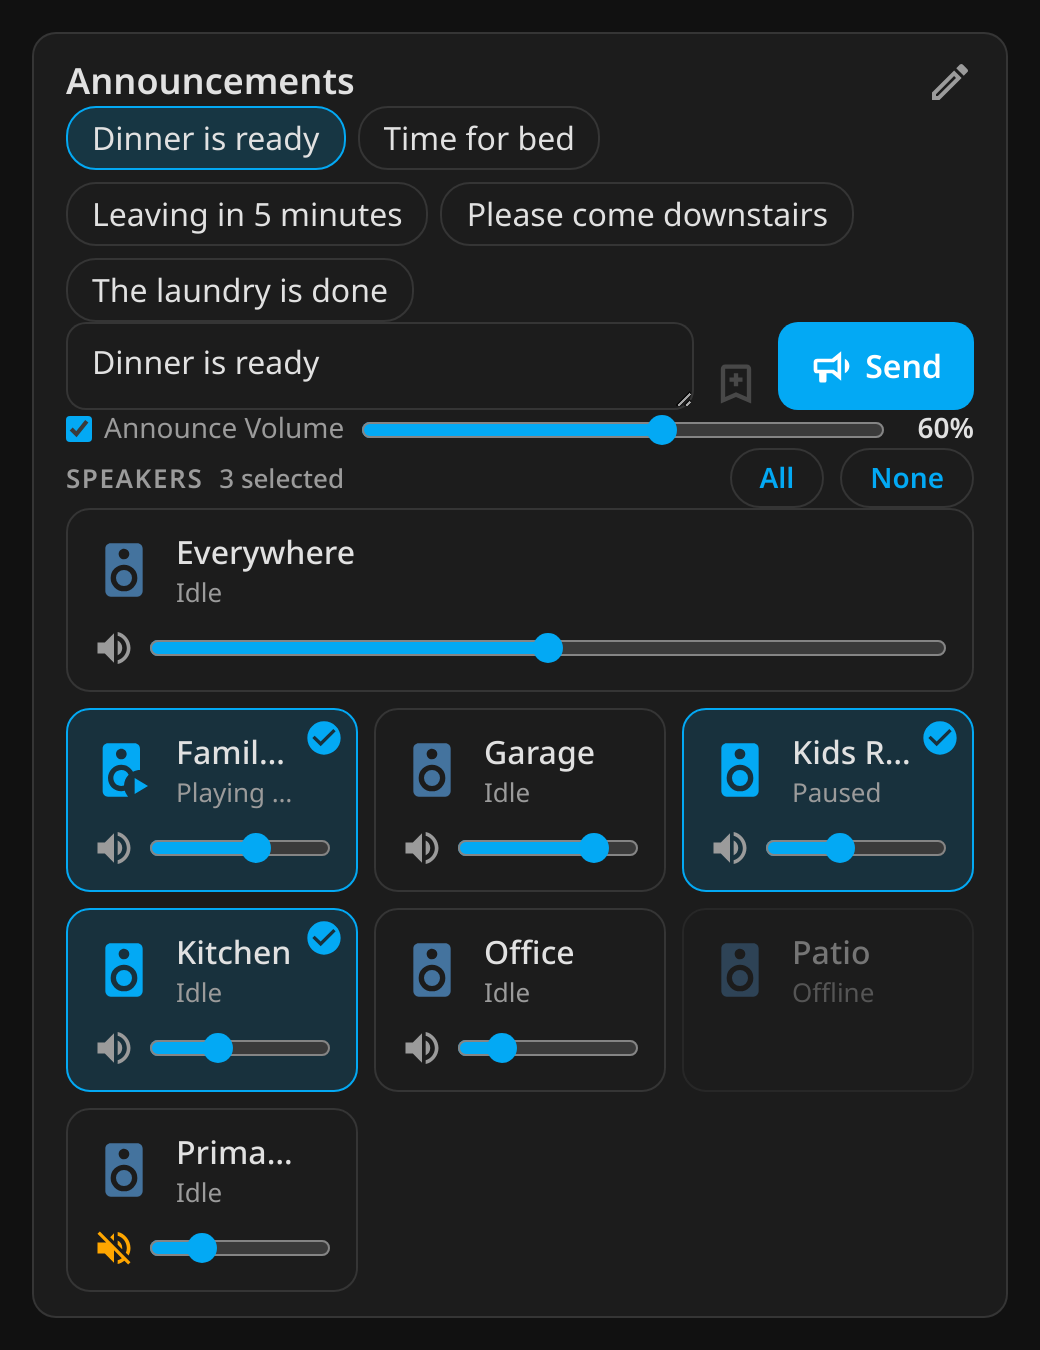 Announcements
Dinner is ready
Time for bed
Leaving in 5 minutes
Please come downstairs
The laundry is done
Dinner is ready
Send
Announce Volume
60%
SPEAKERS 3 selected
All
None
Everywhere
Idle
Famil...
Playing ...
Garage
Idle
Kids R...
Paused
Kitchen
Idle
Office
Idle
Patio
Offline
Prima...
Idle